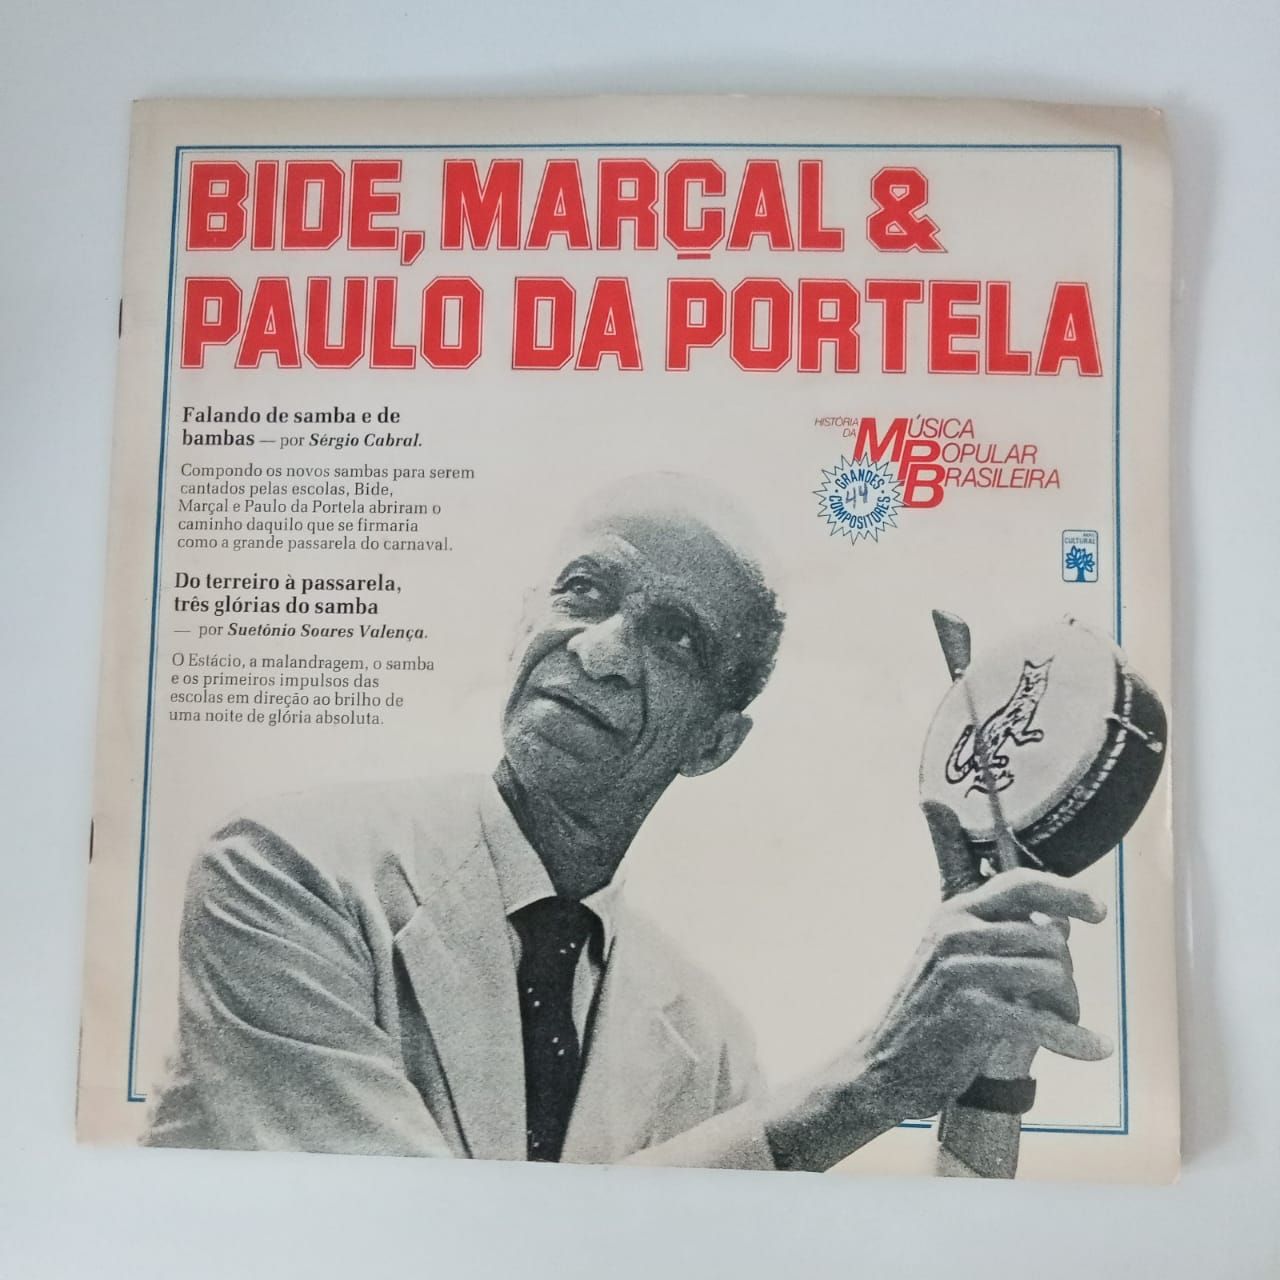 BIDE, MARÇAL &
PAULO DA PORTELA
Falando de samba e de
bambas — por Sérgio Cabral.
Compondo os novos sambas para serem
cantados pelas escolas, Bide,
Marçal e Paulo da Portela abriram o
caminho daquilo que se firmaria
como a grande passarela do carnaval.
Do terreiro à passarela,
três glórias do samba
— por Suetônio Soares Valença.
O Estácio, a malandragem, o samba
e os primeiros impulsos das
escolas em direção ao brilho de
uma noite de glória absoluta.
HISTÓRIA
DA
MÚSICA
POPULAR
BRASILEIRA
GRANDES
44
COMPOSITORES
ABRIL
CULTURAL